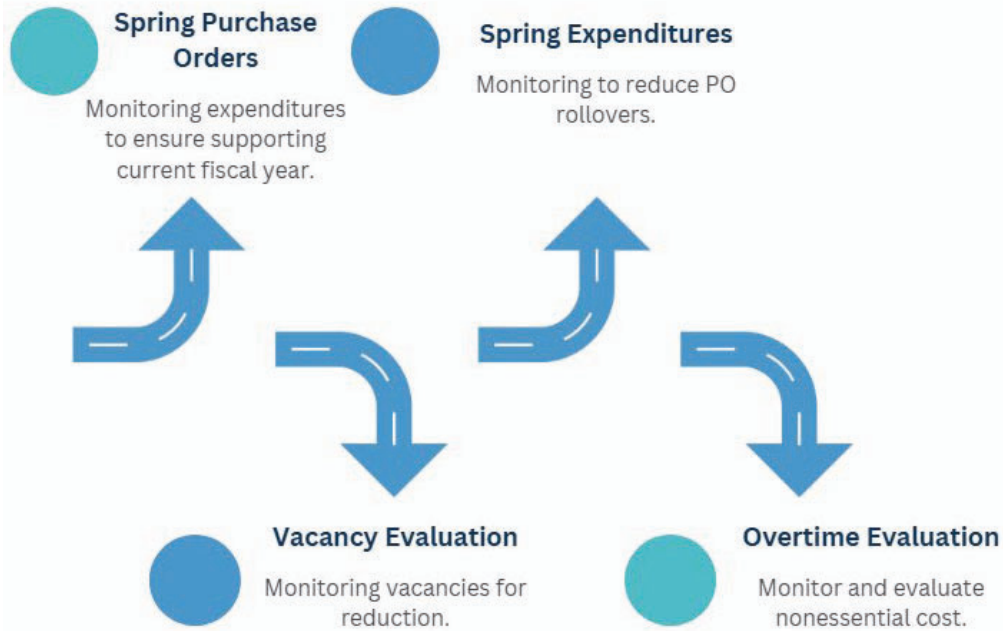 Spring Purchase
Orders
Monitoring expenditures
to ensure supporting
current fiscal year.
Spring Expenditures
Monitoring to reduce PO
rollovers.
Vacancy Evaluation
Monitoring vacancies for
reduction.
Overtime Evaluation
Monitor and evaluate
nonessential cost.